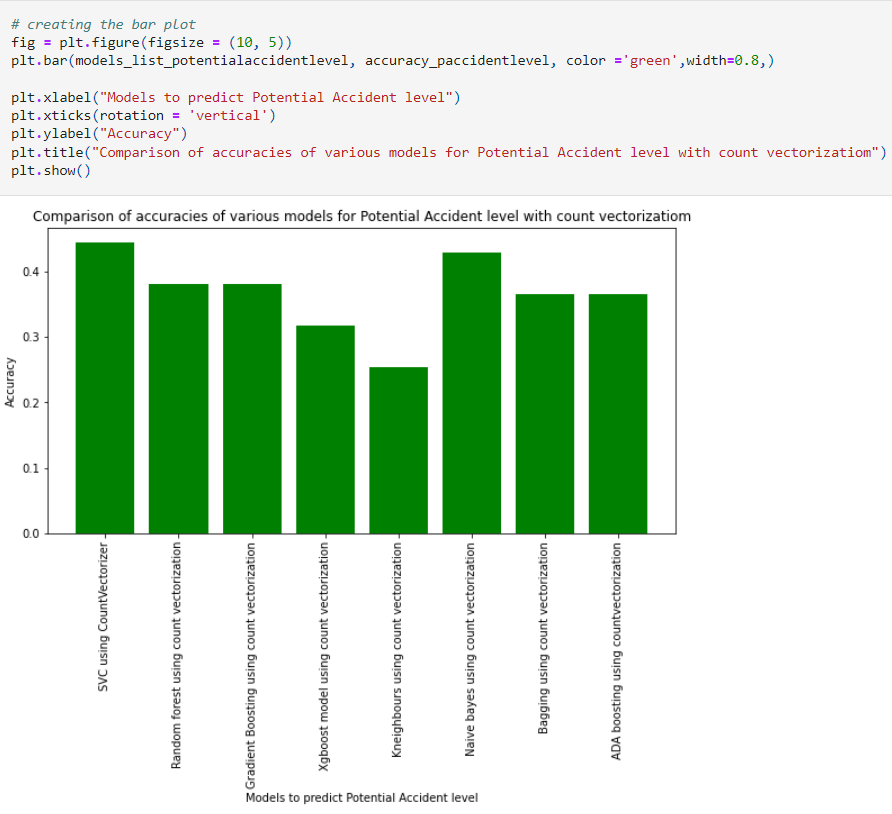 # creating the bar plot
fig = plt.figure(figsize = (10, 5))
plt.bar(models_list_potentialaccidentlevel, accuracy_paccidentlevel, color ='green',width=0.8,)
plt.xlabel("Models to predict Potential Accident level")
plt.xticks(rotation = 'vertical')
plt.ylabel("Accuracy")
plt.title("Comparison of accuracies of various models for Potential Accident level with count vectorizatiom")
plt.show()
Comparison of accuracies of various models for Potential Accident level with count vectorizatiom
Accuracy
0.4
0.3
0.2
0.1
0.0
SVC using CountVectorizer
Random forest using count vectorization
Gradient Boosting using count vectorization
Xgboost model using count vectorization
Kneighbours using count vectorization
Naive bayes using count vectorization
Bagging using count vectorization
ADA boosting using countvectorization
Models to predict Potential Accident level